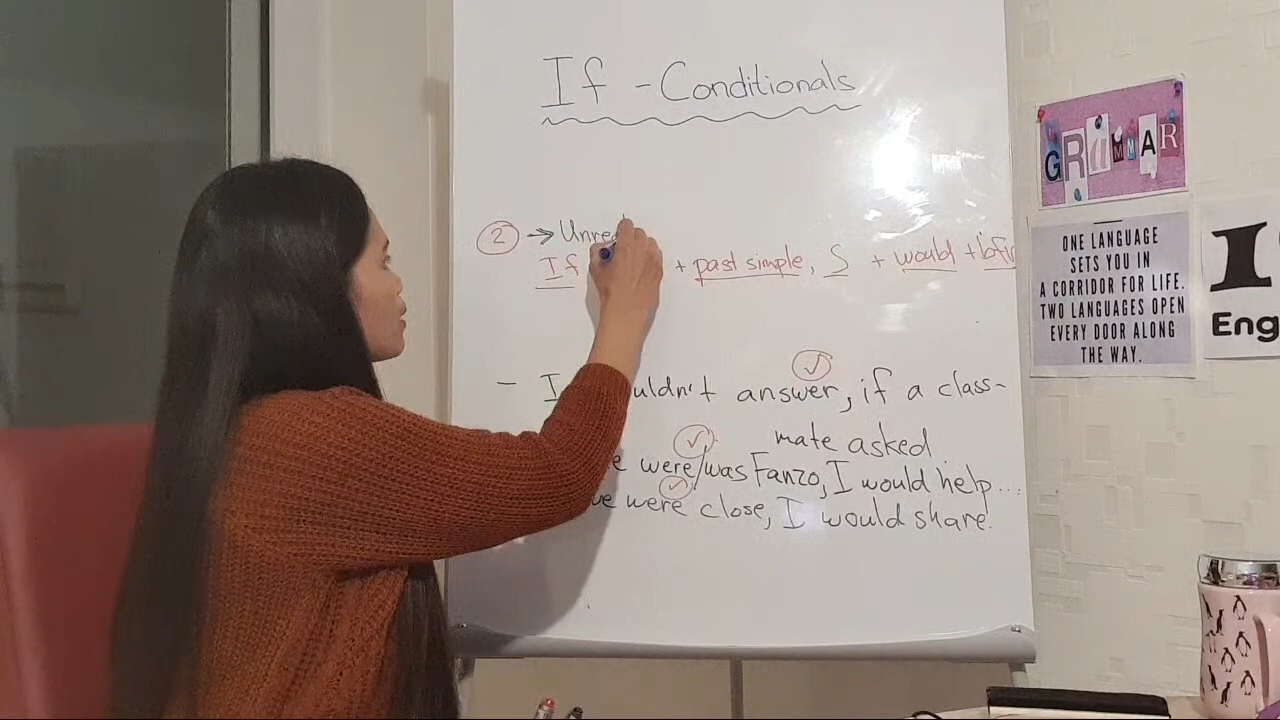 If - Conditionals
② → Unre
If + past simple, S + would + bfi
- I uldn't answer, if a class-
mate asked.
e were/was Fanzo, I would help...
we were close, I would share.
GRAMMAR
ONE LANGUAGE
SETS YOU IN
A CORRIDOR FOR LIFE.
TWO LANGUAGES OPEN
EVERY DOOR ALONG
THE WAY.
I
Eng